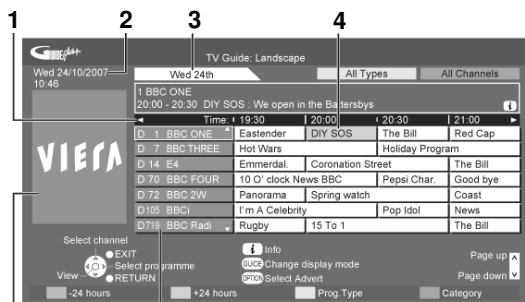 1 2 3 4
GUIDE Plus+
TV Guide: Landscape
Wed 24/10/2007
10:46
Wed 24th All Types All Channels
1 BBC ONE
20:00 - 20:30 DIY SOS : We open in the Battersbys i
Time: 19:30 20:00 20:30 21:00
D 1 BBC ONE Eastender DIY SOS The Bill Red Cap
D 7 BBC THREE Hot Wars Holiday Program
D 14 E4 Emmerdal. Coronation Street The Bill
D 70 BBC FOUR 10 O' clock News BBC Pepsi Char. Good bye
D 72 BBC 2W Panorama Spring watch Coast
D105 BBCi I'm A Celebrity Pop Idol News
D719 BBC Radi Rugby 15 To 1 The Bill
VIERA
Select channel
EXIT
Select programme
View
RETURN
i Info
GUIDE Change display mode
OPTION Select Advert
Page up
Page down
-24 hours +24 hours Prog.Type Category